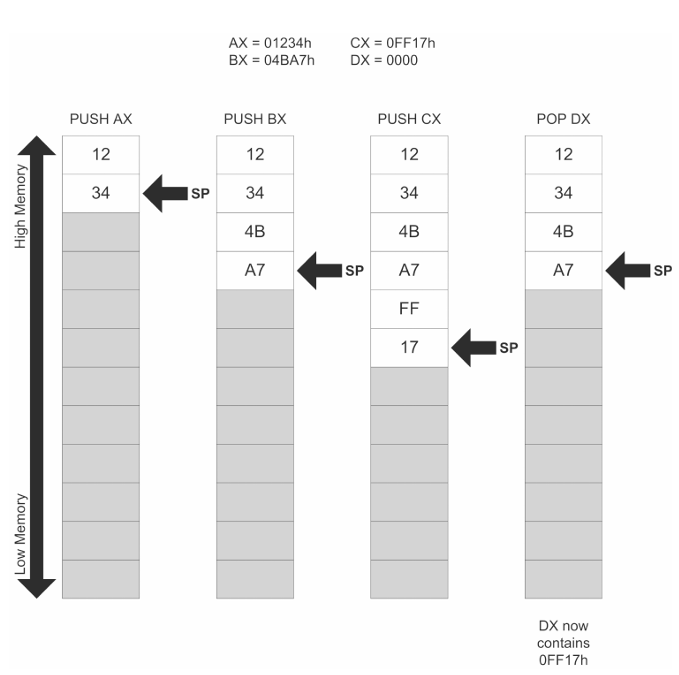 AX = 01234h CX = 0FF17h
BX = 04BA7h DX = 0000
PUSH AX PUSH BX PUSH CX POP DX
High Memory
Low Memory
12 12 12 12
34 SP 34 34 34
4B 4B 4B
A7 SP A7 A7 SP
FF
17 SP
DX now
contains
0FF17h